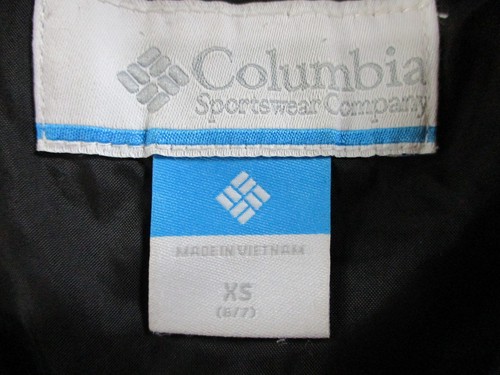 Columbia
Sportswear Company
MADE IN VIETNAM
XS
(6/7)